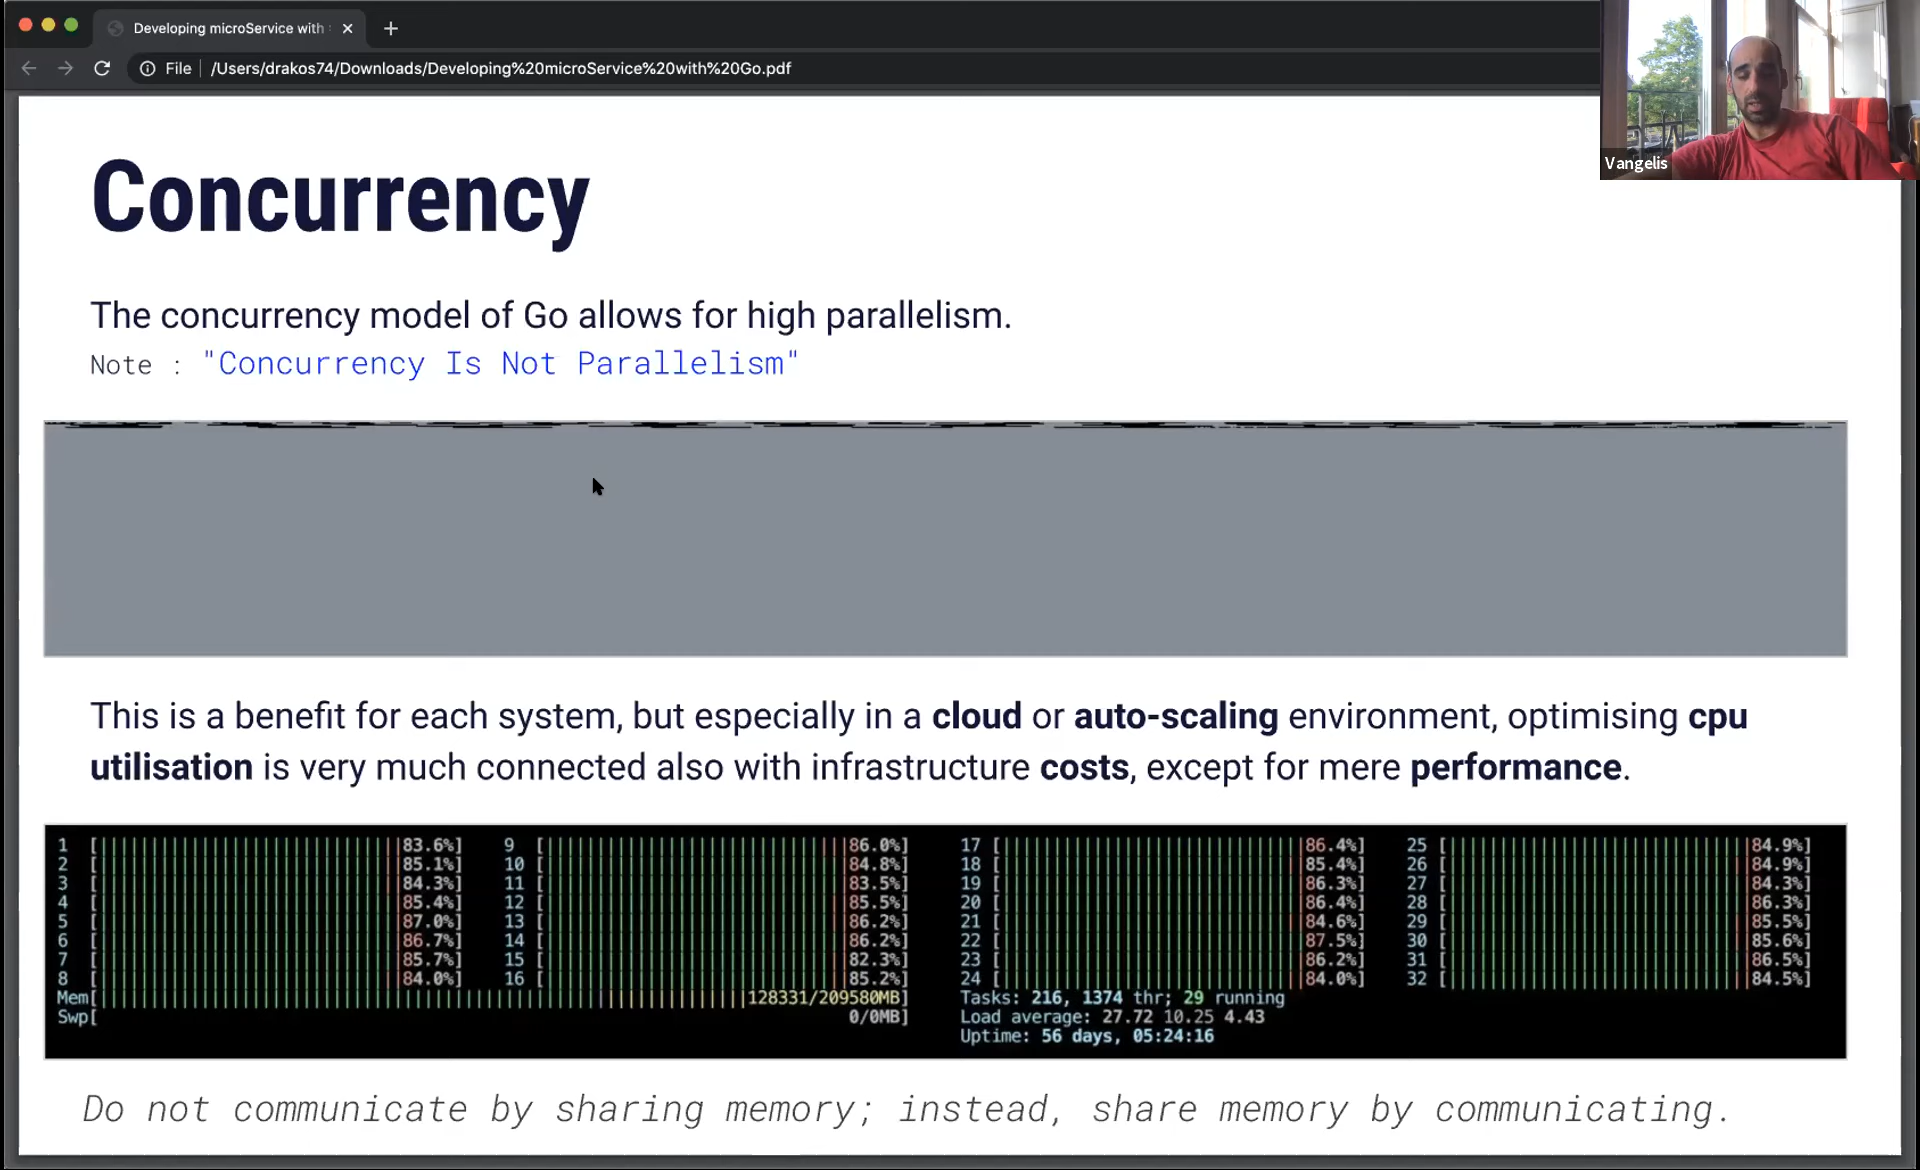 Developing microService with
File
/Users/drakos74/Downloads/Developing%20microService%20with%20Go.pdf
Vangelis
Concurrency
The concurrency model of Go allows for high parallelism.
Note : "Concurrency Is Not Parallelism"
This is a benefit for each system, but especially in a cloud or auto-scaling environment, optimising cpu
utilisation is very much connected also with infrastructure costs, except for mere performance.
1 [83.6%] 9 [86.0%] 17 [86.4%] 25 [84.9%]
2 [85.1%] 10 [84.8%] 18 [85.4%] 26 [84.9%]
3 [84.3%] 11 [83.5%] 19 [86.3%] 27 [84.3%]
4 [85.4%] 12 [85.5%] 20 [86.4%] 28 [86.3%]
5 [87.0%] 13 [86.2%] 21 [84.6%] 29 [85.5%]
6 [86.7%] 14 [86.2%] 22 [87.5%] 30 [85.6%]
7 [85.7%] 15 [82.3%] 23 [86.2%] 31 [86.5%]
8 [84.0%] 16 [85.2%] 24 [84.0%] 32 [84.5%]
Mem[128331/209580MB] Tasks: 216, 1374 thr; 29 running
Swp[ 0/0MB] Load average: 27.72 10.25 4.43
Uptime: 56 days, 05:24:16
Do not communicate by sharing memory; instead, share memory by communicating.